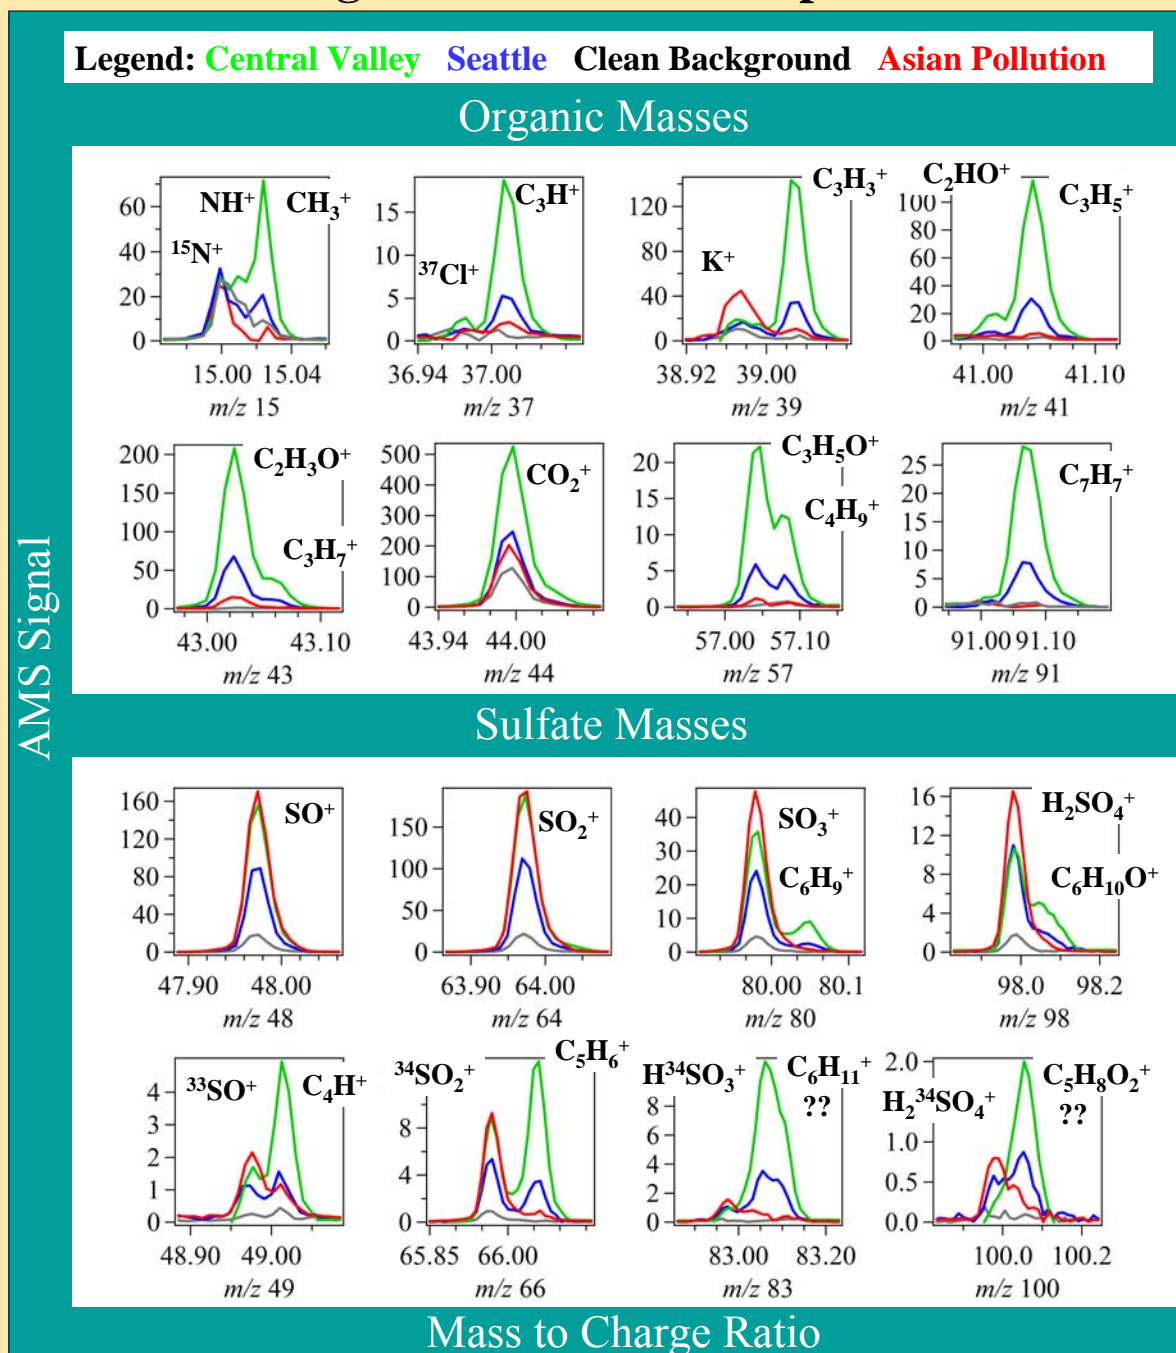 Legend: Central Valley Seattle Clean Background Asian Pollution
Organic Masses
AMS Signal
60
40
20
0
15.00 15.04
m/z 15
¹⁵N⁺
NH⁺
CH₃⁺
15
10
5
0
36.94 37.00
m/z 37
³⁷Cl⁺
C₃H⁺
120
80
40
0
38.92 39.00
m/z 39
K⁺
C₃H₃⁺
100
80
60
40
20
0
41.00 41.10
m/z 41
C₂HO⁺
C₃H₅⁺
200
150
100
50
0
43.00 43.10
m/z 43
C₂H₃O⁺
C₃H₇⁺
500
400
300
200
100
0
43.94 44.00
m/z 44
CO₂⁺
20
15
10
5
0
57.00 57.10
m/z 57
C₃H₅O⁺
C₄H₉⁺
25
20
15
10
5
0
91.00 91.10
m/z 91
C₇H₇⁺
Sulfate Masses
160
120
80
40
0
47.90 48.00
m/z 48
SO⁺
150
100
50
0
63.90 64.00
m/z 64
SO₂⁺
40
30
20
10
0
80.00 80.1
m/z 80
SO₃⁺
C₆H₉⁺
16
12
8
4
0
98.0 98.2
m/z 98
H₂SO₄⁺
C₆H₁₀O⁺
4
3
2
1
0
48.90 49.00
m/z 49
³³SO⁺
C₄H⁺
8
4
0
65.85 66.00
m/z 66
³⁴SO₂⁺
C₅H₆⁺
8
6
4
2
0
83.00 83.20
m/z 83
H³⁴SO₃⁺
C₆H₁₁⁺
??
2.0
1.0
0.5
0.0
100.0 100.2
m/z 100
H₂³⁴SO₄⁺
C₅H₈O₂⁺
??
Mass to Charge Ratio